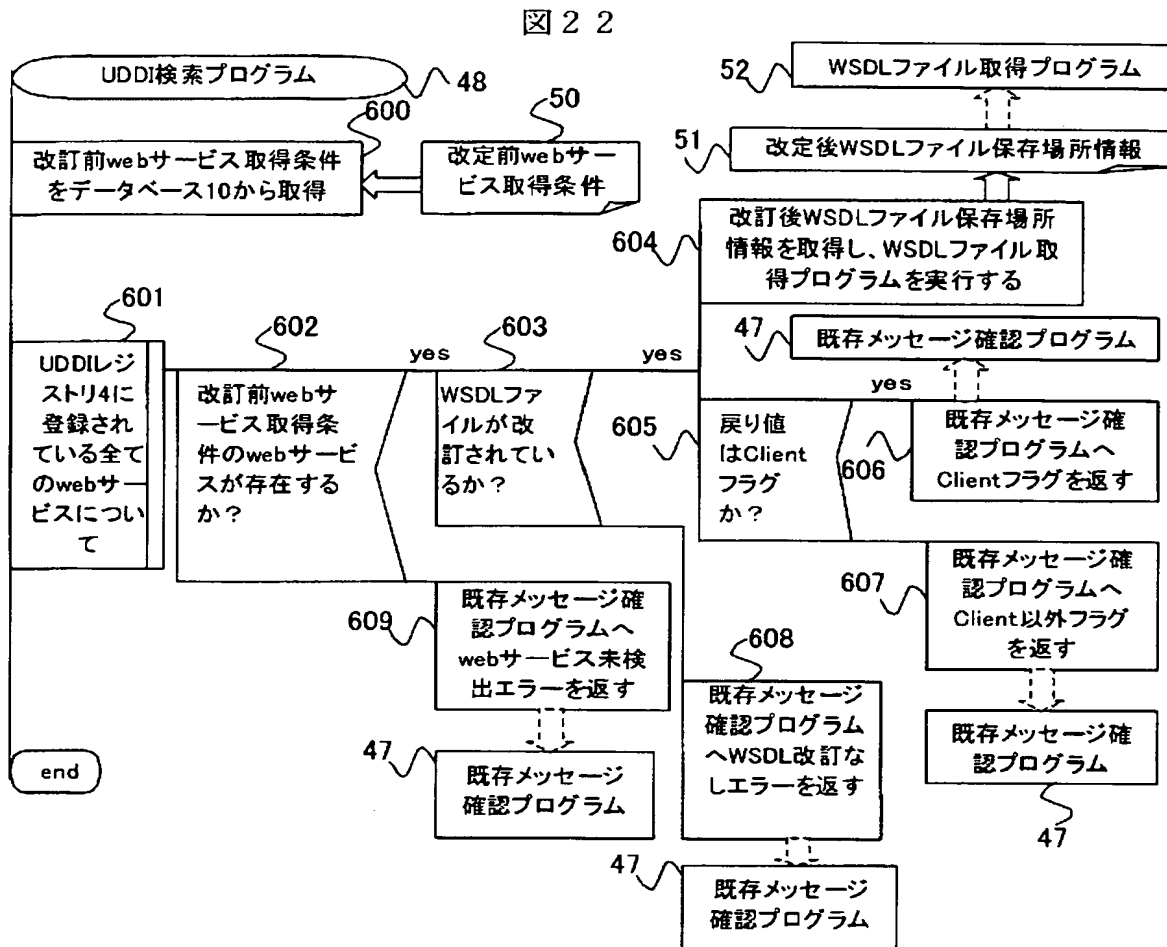 図２２
UDDI検索プログラム
48
600
改訂前webサービス取得条件
をデータベース10から取得
50
改定前webサー
ビス取得条件
52
WSDLファイル取得プログラム
51
改定後WSDLファイル保存場所情報
604
改訂後WSDLファイル保存場所
情報を取得し、WSDLファイル取
得プログラムを実行する
601
UDDIレジ
ストリ4に
登録され
ている全て
のwebサー
ビスについ
て
602
改訂前webサ
ービス取得条
件のwebサービ
スが存在する
か？
yes
603
WSDLファ
イルが改
訂されてい
るか？
yes
47
既存メッセージ確認プログラム
605
戻り値
はClient
フラグ
か？
yes
606
既存メッセージ確
認プログラムへ
Clientフラグを返す
607
既存メッセージ確
認プログラムへ
Client以外フラグ
を返す
既存メッセージ確
認プログラム
47
609
既存メッセージ確
認プログラムへ
webサービス未検
出エラーを返す
47
既存メッセージ
確認プログラム
608
既存メッセージ
確認プログラム
へWSDL改訂な
しエラーを返す
47
既存メッセージ
確認プログラム
end